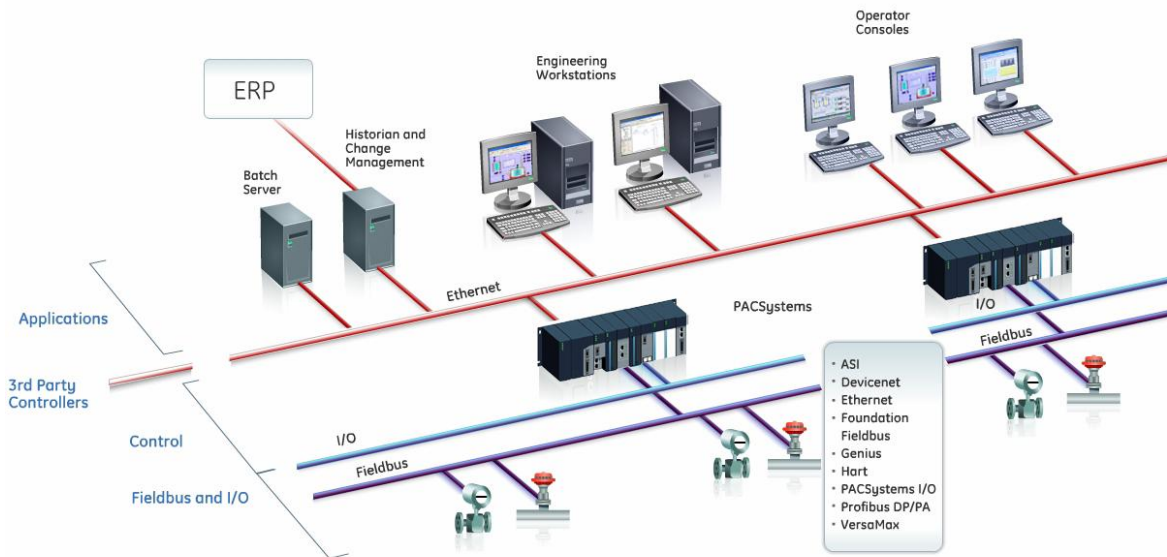 Operator
Consoles
Engineering
Workstations
ERP
Historian and
Change
Management
Batch
Server
Ethernet
PACSystems
I/O
Fieldbus
Applications
3rd Party
Controllers
Control
Fieldbus and I/O
I/O
Fieldbus
• ASI
• Devicenet
• Ethernet
• Foundation
Fieldbus
• Genius
• Hart
• PACSystems I/O
• Profibus DP/PA
• VersaMax